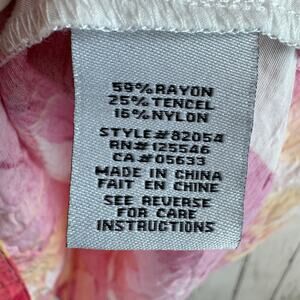 59%RAYON
25%TENCEL
16%NYLON
STYLE#82054
RN#125546
CA#05633
MADE IN CHINA
FAIT EN CHINE
SEE REVERSE
FOR CARE
INSTRUCTIONS